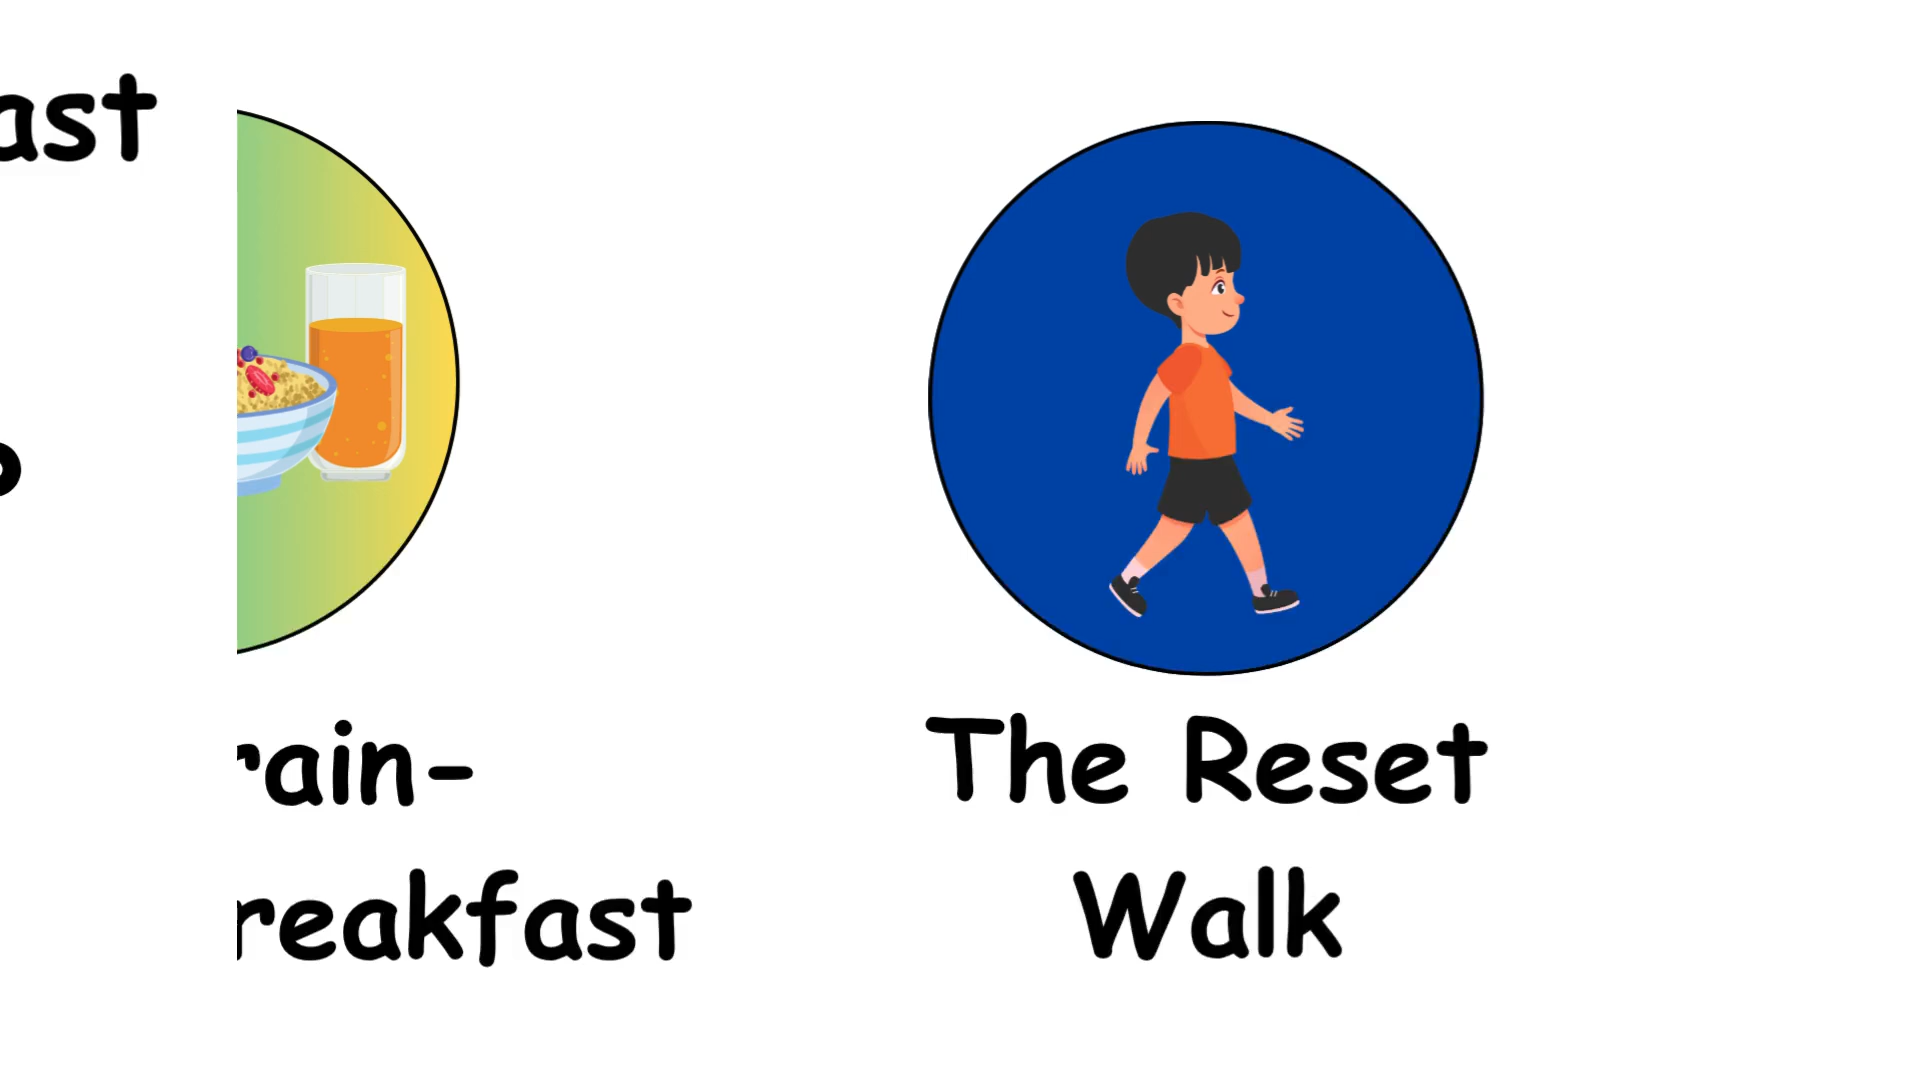 ast
rain-
reakfast
The Reset
Walk